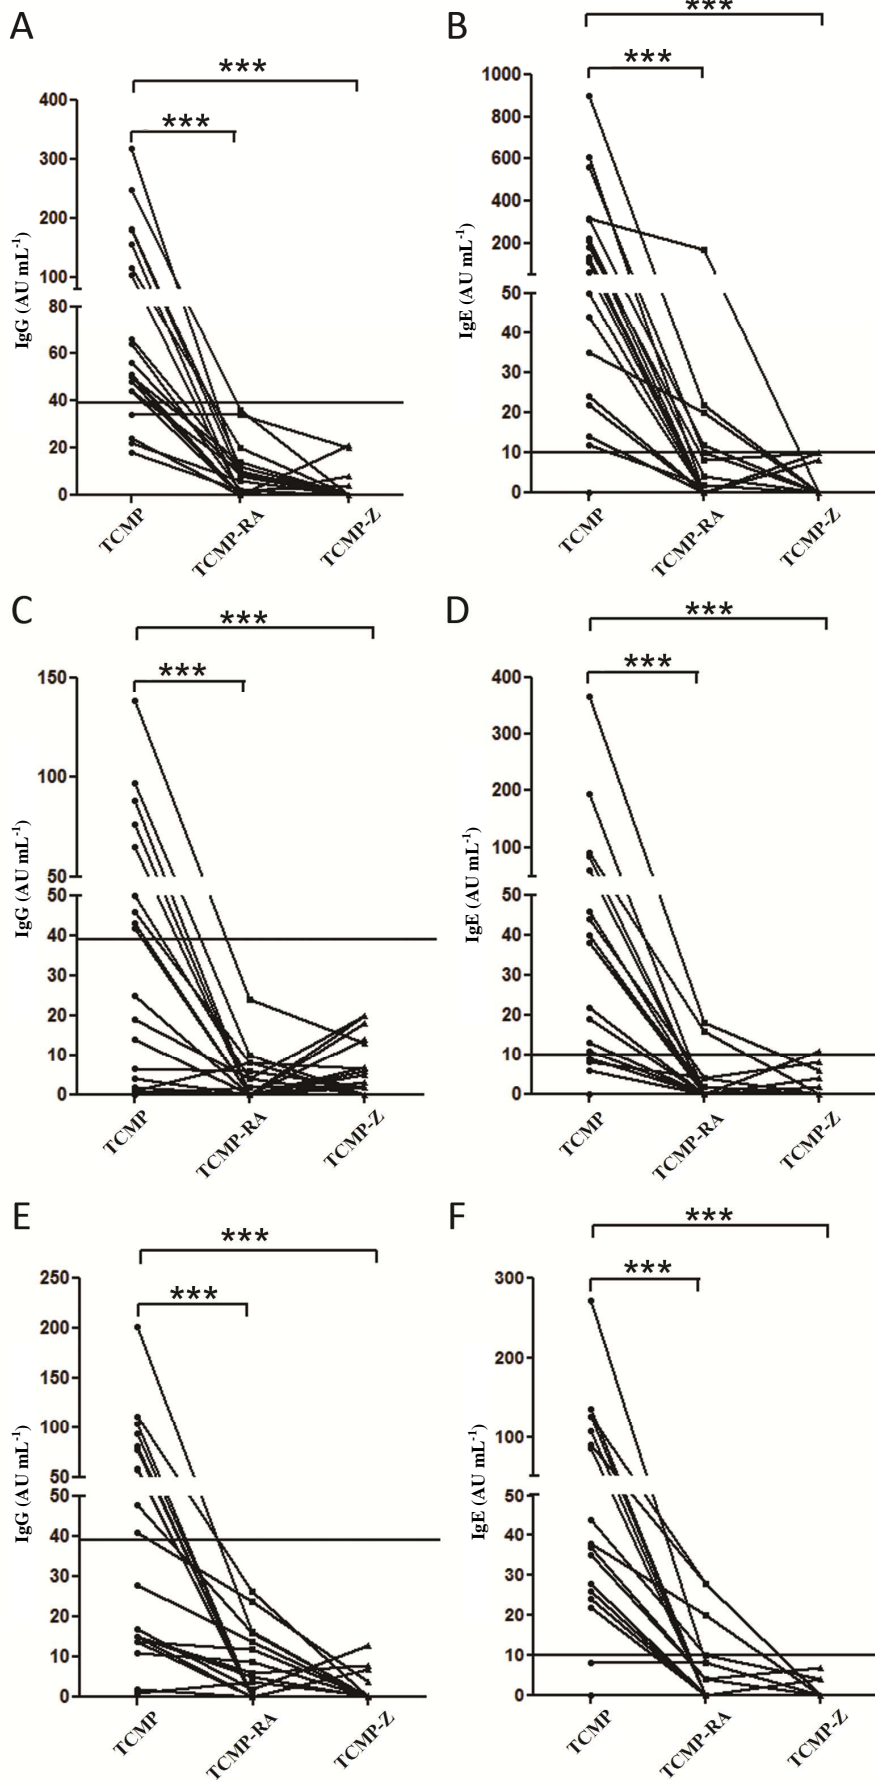 A
***
***
400
300
200
100
80
60
40
20
0
IgG (AU mL-1)
TCMP
TCMP-RA
TCMP-Z
B
***
***
1000
800
600
400
200
50
40
30
20
10
0
IgE (AU mL-1)
TCMP
TCMP-RA
TCMP-Z
C
***
***
150
100
50
50
40
30
20
10
0
IgG (AU mL-1)
TCMP
TCMP-RA
TCMP-Z
D
***
***
400
300
200
100
50
40
30
20
10
0
IgE (AU mL-1)
TCMP
TCMP-RA
TCMP-Z
E
***
***
250
200
150
100
50
50
40
30
20
10
0
IgG (AU mL-1)
TCMP
TCMP-RA
TCMP-Z
F
***
***
300
200
100
50
40
30
20
10
0
IgE (AU mL-1)
TCMP
TCMP-RA
TCMP-Z